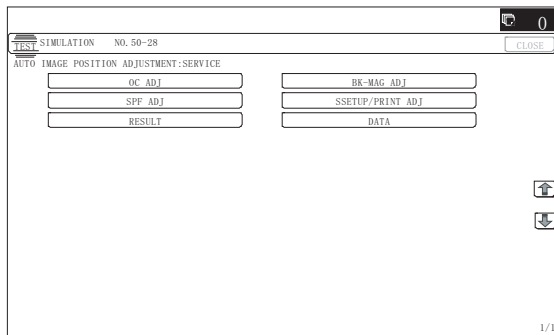 0
TEST SIMULATION NO.50-28
CLOSE
AUTO IMAGE POSITION ADJUSTMENT:SERVICE
OC ADJ BK-MAG ADJ
SPF ADJ SSETUP/PRINT ADJ
RESULT DATA
1/1